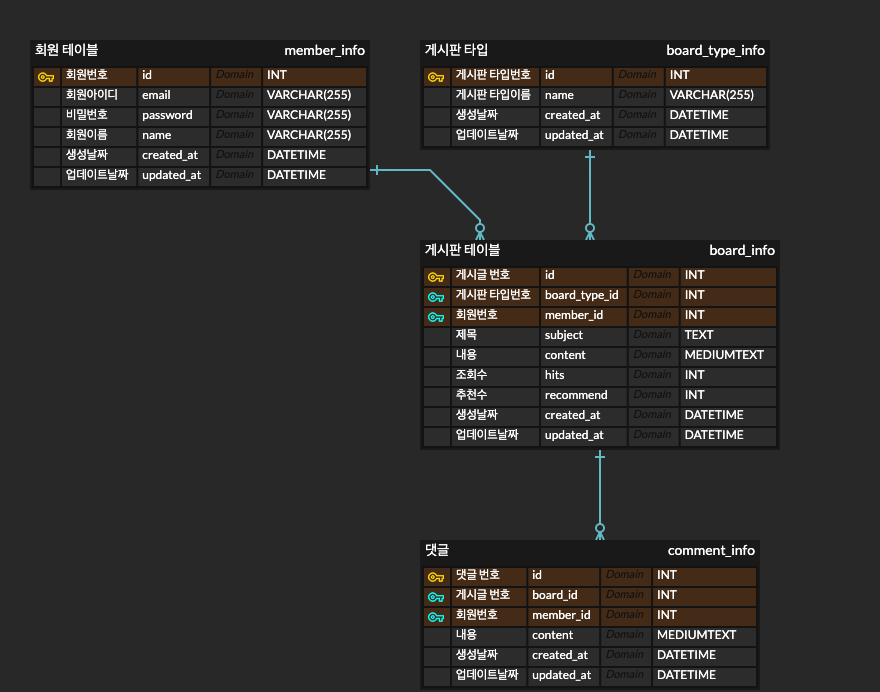 회원 테이블 member_info
회원번호 id Domain INT
회원아이디 email Domain VARCHAR(255)
비밀번호 password Domain VARCHAR(255)
회원이름 name Domain VARCHAR(255)
생성날짜 created_at Domain DATETIME
업데이트날짜 updated_at Domain DATETIME
게시판 타입 board_type_info
게시판 타입번호 id Domain INT
게시판 타입이름 name Domain VARCHAR(255)
생성날짜 created_at Domain DATETIME
업데이트날짜 updated_at Domain DATETIME
게시판 테이블 board_info
게시글 번호 id Domain INT
게시판 타입번호 board_type_id Domain INT
회원번호 member_id Domain INT
제목 subject Domain TEXT
내용 content Domain MEDIUMTEXT
조회수 hits Domain INT
추천수 recommend Domain INT
생성날짜 created_at Domain DATETIME
업데이트날짜 updated_at Domain DATETIME
댓글 comment_info
댓글 번호 id Domain INT
게시글 번호 board_id Domain INT
회원번호 member_id Domain INT
내용 content Domain MEDIUMTEXT
생성날짜 created_at Domain DATETIME
업데이트날짜 updated_at Domain DATETIME